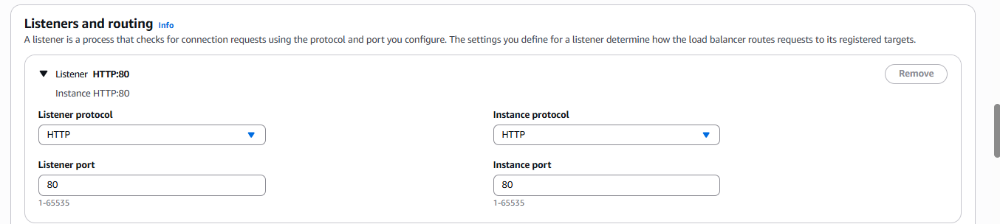 Listeners and routing Info
A listener is a process that checks for connection requests using the protocol and port you configure. The settings you define for a listener determine how the load balancer routes requests to its registered targets.
Listener HTTP:80
Remove
Instance HTTP:80
Listener protocol
HTTP
Instance protocol
HTTP
Listener port
80
1-65535
Instance port
80
1-65535